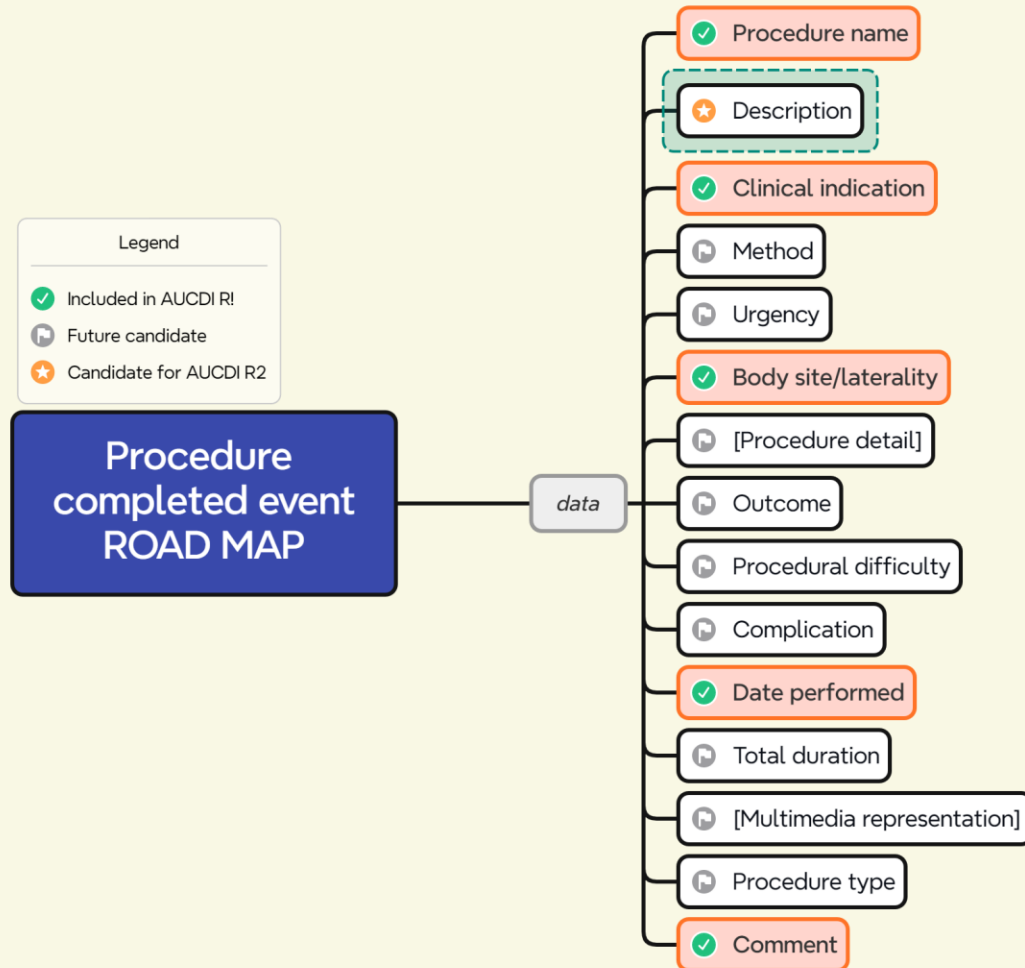 Procedure name
Description
Clinical indication
Legend
Method
Included in AUCDI R!
Urgency
Future candidate
Candidate for AUCDI R2
Body site/laterality
Procedure
completed event
ROAD MAP
data
[Procedure detail]
Outcome
Procedural difficulty
Complication
Date performed
Total duration
[Multimedia representation]
Procedure type
Comment